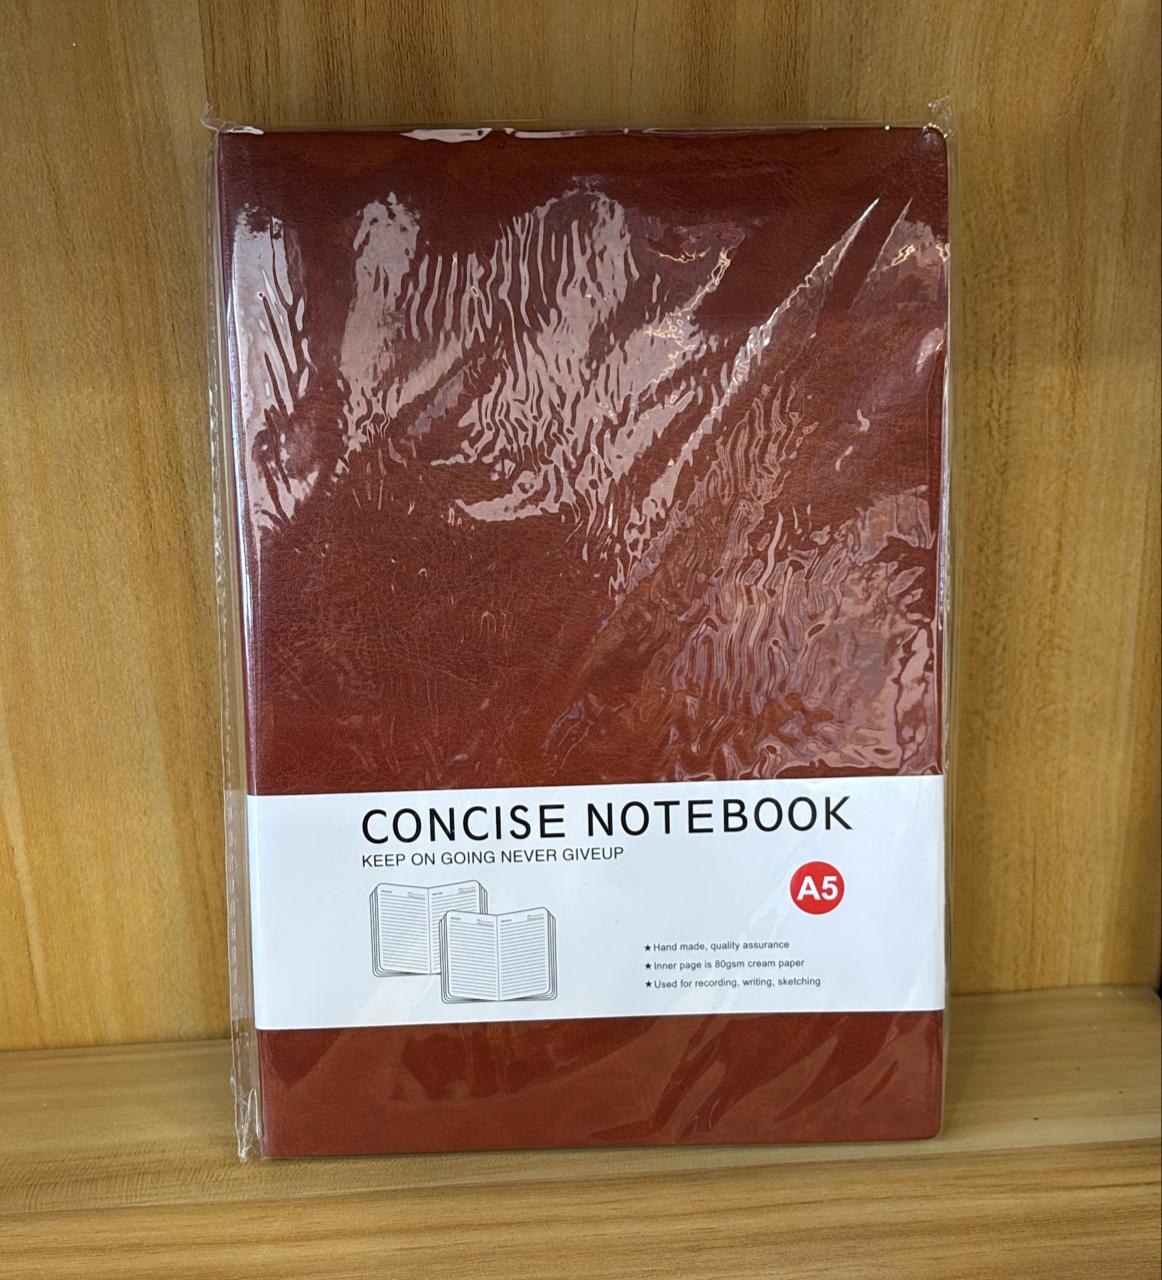 CONCISE NOTEBOOK
KEEP ON GOING NEVER GIVEUP
A5
★Hand made, quality assurance
★Inner page is 80gsm cream paper
★Used for recording, writing, sketching